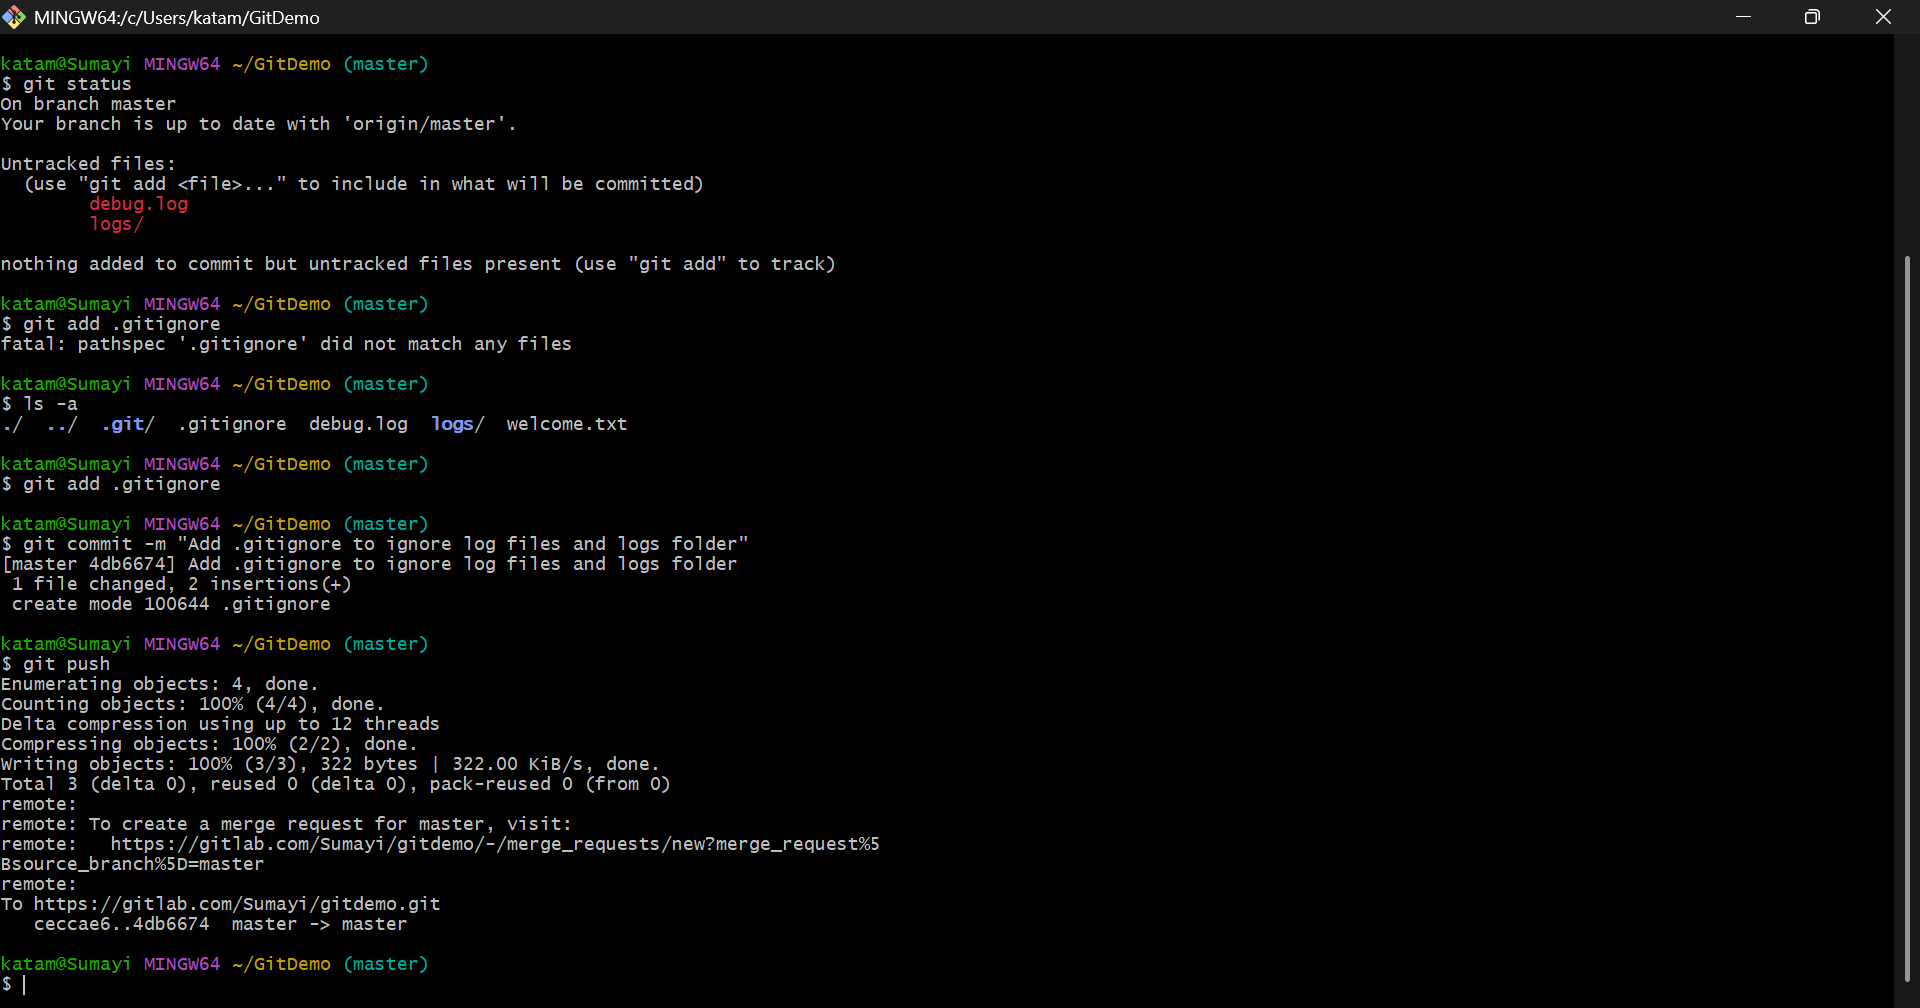 MINGW64:/c/Users/katam/GitDemo
katam@Sumayi MINGW64 ~/GitDemo (master)
$ git status
On branch master
Your branch is up to date with 'origin/master'.
Untracked files:
  (use "git add <file>..." to include in what will be committed)
        debug.log
        logs/
nothing added to commit but untracked files present (use "git add" to track)
katam@Sumayi MINGW64 ~/GitDemo (master)
$ git add .gitignore
fatal: pathspec '.gitignore' did not match any files
katam@Sumayi MINGW64 ~/GitDemo (master)
$ ls -a
./  ../  .git/  .gitignore  debug.log  logs/  welcome.txt
katam@Sumayi MINGW64 ~/GitDemo (master)
$ git add .gitignore
katam@Sumayi MINGW64 ~/GitDemo (master)
$ git commit -m "Add .gitignore to ignore log files and logs folder"
[master 4db6674] Add .gitignore to ignore log files and logs folder
 1 file changed, 2 insertions(+)
 create mode 100644 .gitignore
katam@Sumayi MINGW64 ~/GitDemo (master)
$ git push
Enumerating objects: 4, done.
Counting objects: 100% (4/4), done.
Delta compression using up to 12 threads
Compressing objects: 100% (2/2), done.
Writing objects: 100% (3/3), 322 bytes | 322.00 KiB/s, done.
Total 3 (delta 0), reused 0 (delta 0), pack-reused 0 (from 0)
remote:
remote: To create a merge request for master, visit:
remote:   https://gitlab.com/Sumayi/gitdemo/-/merge_requests/new?merge_request%5
Bsource_branch%5D=master
remote:
To https://gitlab.com/Sumayi/gitdemo.git
   ceccae6..4db6674  master -> master
katam@Sumayi MINGW64 ~/GitDemo (master)
$